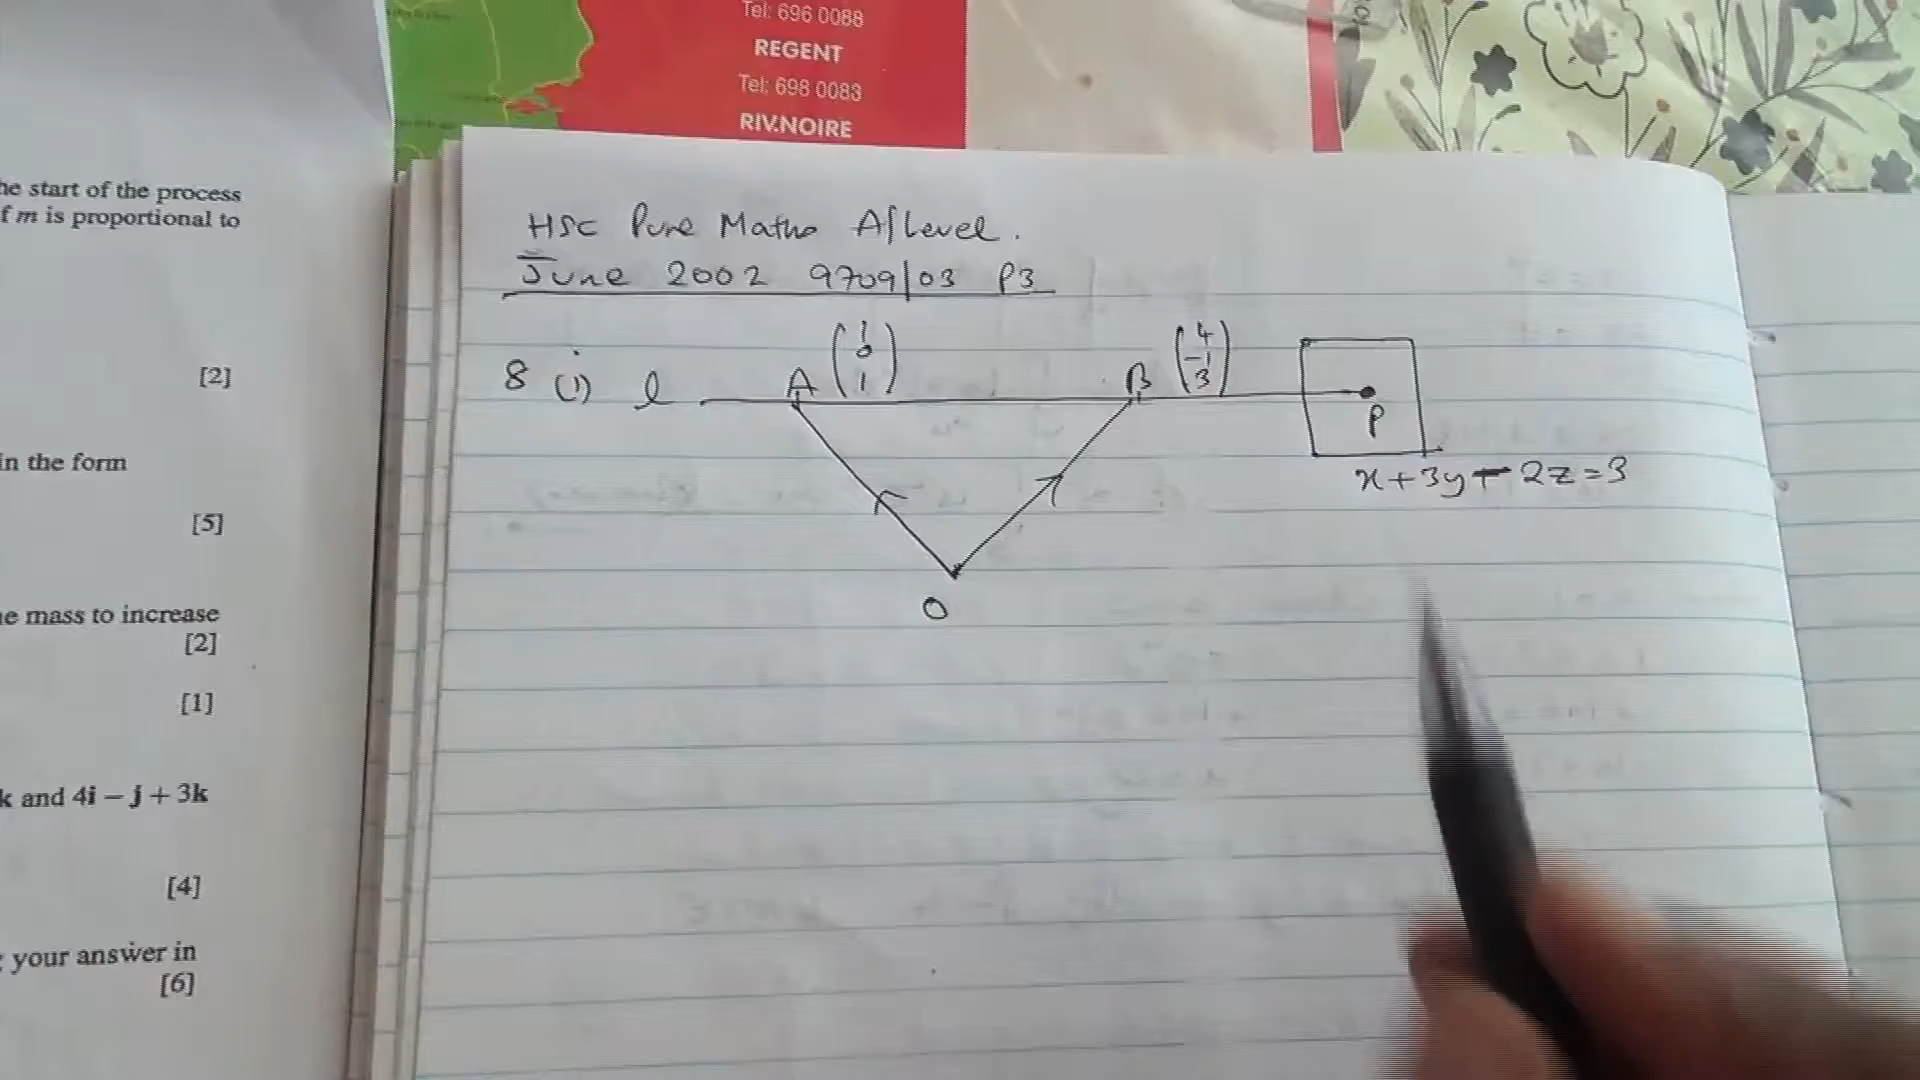 Tel: 696 0088
REGENT
Tel: 698 0083
RIV.NOIRE
he start of the process
f m is proportional to
[2]
in the form
[5]
e mass to increase
[2]
[1]
k and 4i – j + 3k
[4]
your answer in
[6]
HSC Pure Maths A/Level.
June 2002 9709/03 P3
8 (i) l A (1 0 1) B (4 -1 3)
P
x+3y-2z=3
O